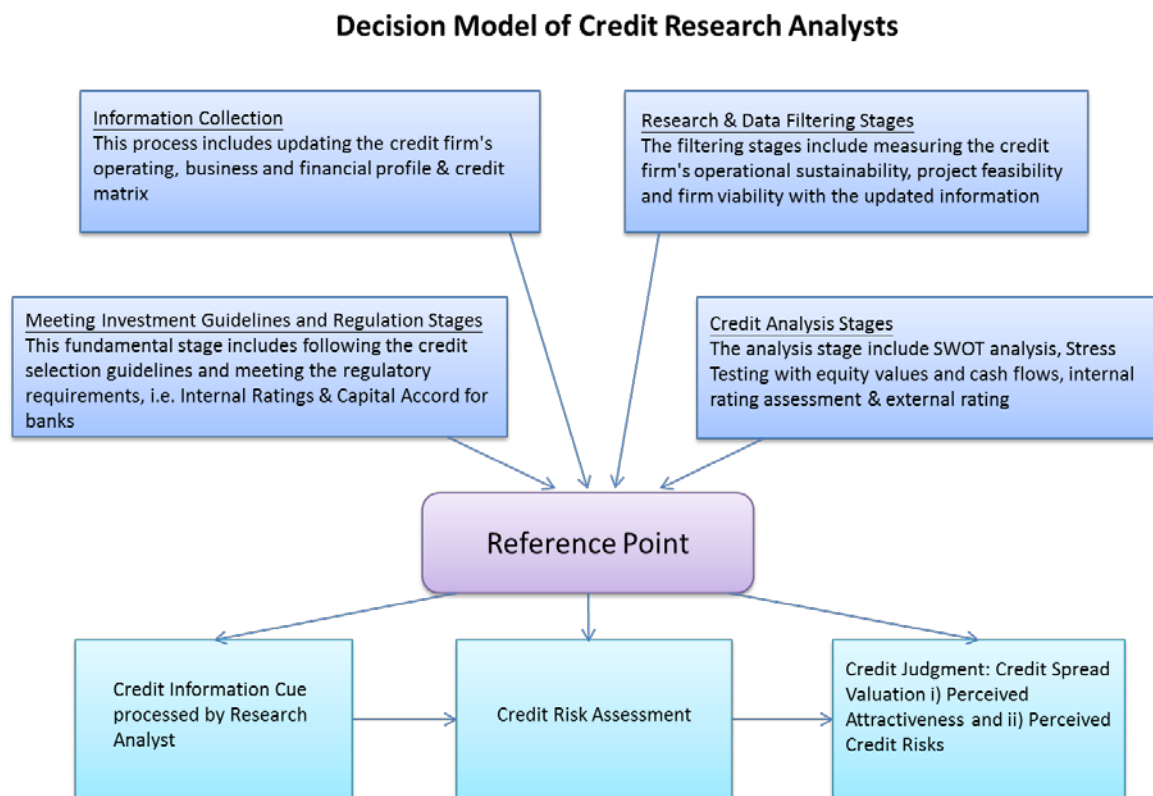 Decision Model of Credit Research Analysts
Information Collection
This process includes updating the credit firm's
operating, business and financial profile & credit
matrix
Research & Data Filtering Stages
The filtering stages include measuring the credit
firm's operational sustainability, project feasibility
and firm viability with the updated information
Meeting Investment Guidelines and Regulation Stages
This fundamental stage includes following the credit
selection guidelines and meeting the regulatory
requirements, i.e. Internal Ratings & Capital Accord for
banks
Credit Analysis Stages
The analysis stage include SWOT analysis, Stress
Testing with equity values and cash flows, internal
rating assessment & external rating
Reference Point
Credit Information Cue
processed by Research
Analyst
Credit Risk Assessment
Credit Judgment: Credit Spread
Valuation i) Perceived
Attractiveness and ii) Perceived
Credit Risks